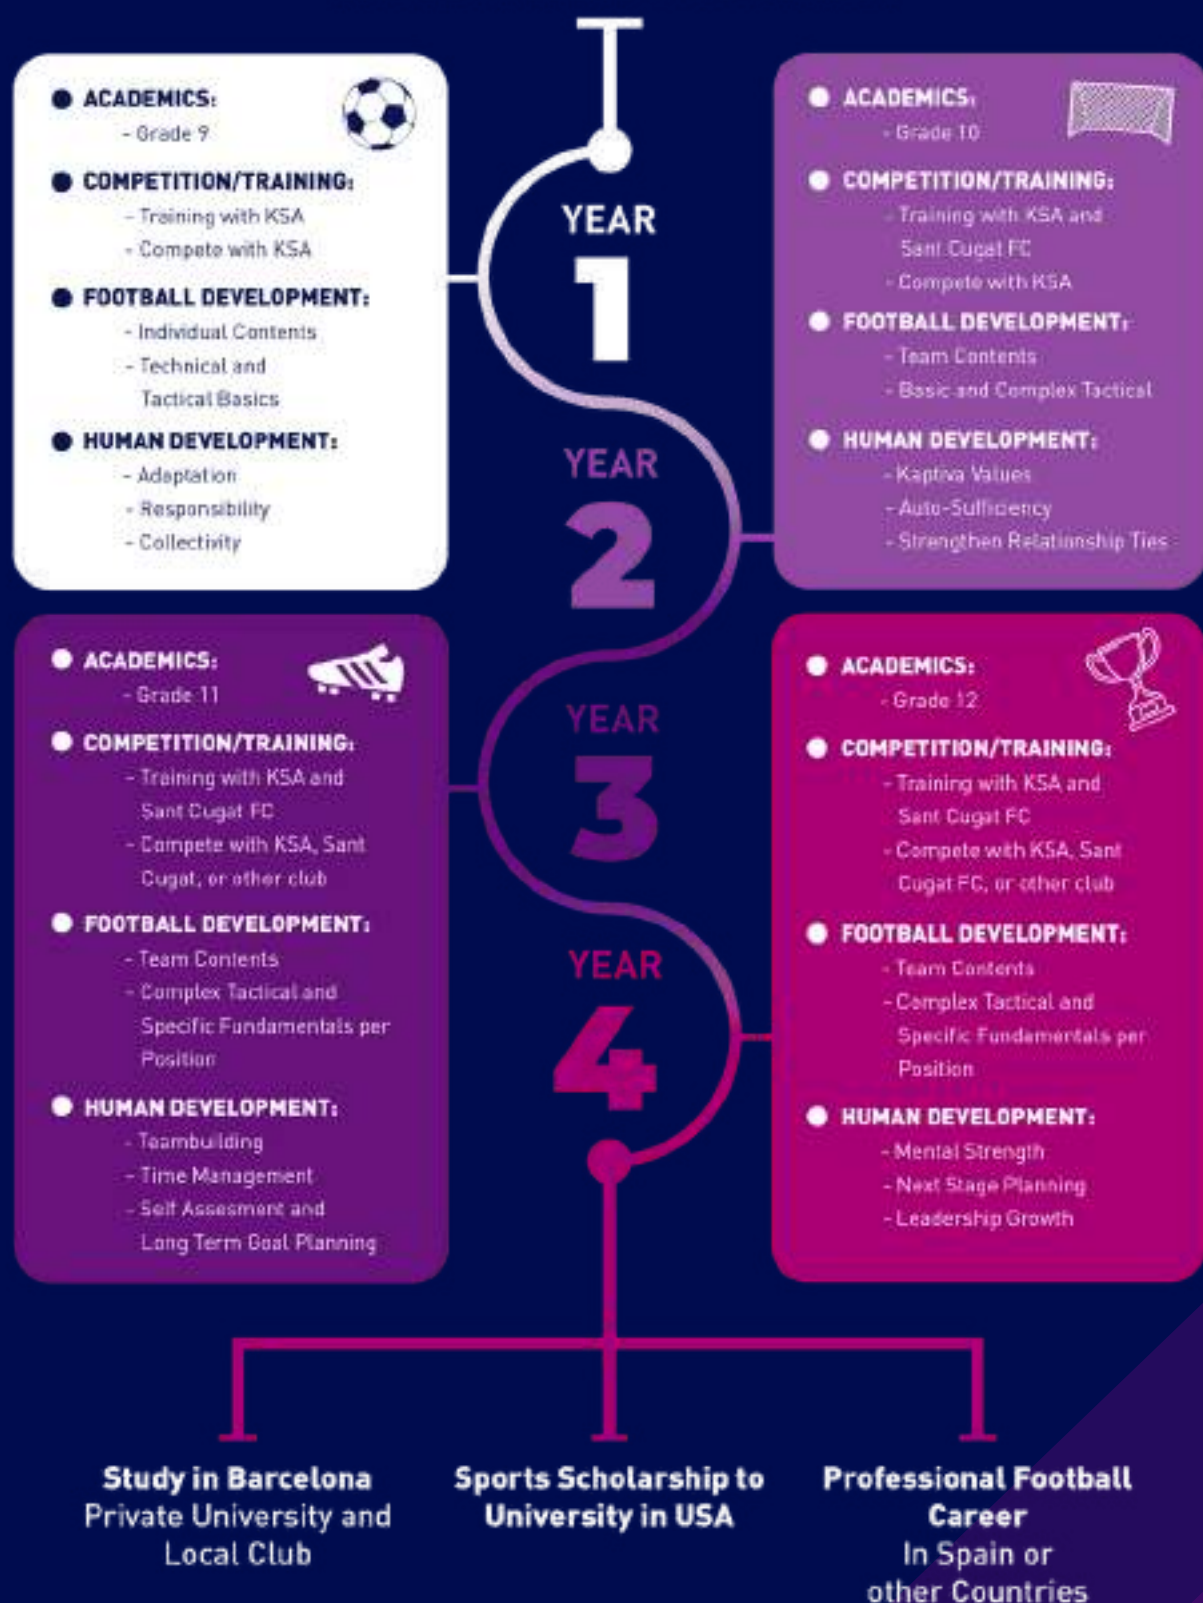 YEAR
1
ACADEMICS:
- Grade 9
COMPETITION/TRAINING:
- Training with KSA
- Compete with KSA
FOOTBALL DEVELOPMENT:
- Individual Contents
- Technical and
Tactical Basics
HUMAN DEVELOPMENT:
- Adaptation
- Responsibility
- Collectivity
YEAR
2
ACADEMICS:
- Grade 10
COMPETITION/TRAINING:
- Training with KSA and
Sant Cugat FC
- Compete with KSA
FOOTBALL DEVELOPMENT:
- Team Contents
- Basic and Complex Tactical
HUMAN DEVELOPMENT:
- Kaptiva Values
- Auto-Sufficiency
- Strengthen Relationship Ties
YEAR
3
ACADEMICS:
- Grade 11
COMPETITION/TRAINING:
- Training with KSA and
Sant Cugat FC
- Compete with KSA, Sant
Cugat, or other club
FOOTBALL DEVELOPMENT:
- Team Contents
- Complex Tactical and
Specific Fundamentals per
Position
HUMAN DEVELOPMENT:
- Teambuilding
- Time Management
- Self Assesment and
Long Term Goal Planning
YEAR
4
ACADEMICS:
- Grade 12
COMPETITION/TRAINING:
- Training with KSA and
Sant Cugat FC
- Compete with KSA, Sant
Cugat FC, or other club
FOOTBALL DEVELOPMENT:
- Team Contents
- Complex Tactical and
Specific Fundamentals per
Position
HUMAN DEVELOPMENT:
- Mental Strength
- Next Stage Planning
- Leadership Growth
Study in Barcelona
Private University and
Local Club
Sports Scholarship to
University in USA
Professional Football
Career
In Spain or
other Countries